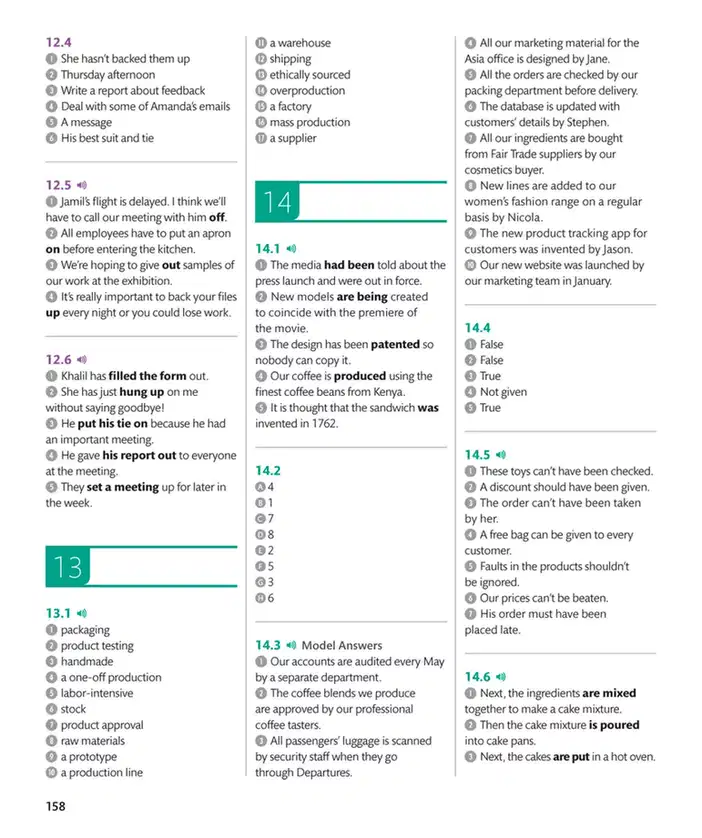 12.4
1 She hasn't backed them up
2 Thursday afternoon
3 Write a report about feedback
4 Deal with some of Amanda's emails
5 A message
6 His best suit and tie
12.5
1 Jamil's flight is delayed. I think we'll
have to call our meeting with him off.
2 All employees have to put an apron
on before entering the kitchen.
3 We're hoping to give out samples of
our work at the exhibition.
4 It's really important to back your files
up every night or you could lose work.
12.6
1 Khalil has filled the form out.
2 She has just hung up on me
without saying goodbye!
3 He put his tie on because he had
an important meeting.
4 He gave his report out to everyone
at the meeting.
5 They set a meeting up for later in
the week.
13
13.1
1 packaging
2 product testing
3 handmade
4 a one-off production
5 labor-intensive
6 stock
7 product approval
8 raw materials
9 a prototype
10 a production line
11 a warehouse
12 shipping
13 ethically sourced
14 overproduction
15 a factory
16 mass production
17 a supplier
14
14.1
1 The media had been told about the
press launch and were out in force.
2 New models are being created
to coincide with the premiere of
the movie.
3 The design has been patented so
nobody can copy it.
4 Our coffee is produced using the
finest coffee beans from Kenya.
5 It is thought that the sandwich was
invented in 1762.
14.2
A 4
B 1
C 7
D 8
E 2
F 5
G 3
H 6
14.3 Model Answers
1 Our accounts are audited every May
by a separate department.
2 The coffee blends we produce
are approved by our professional
coffee tasters.
3 All passengers' luggage is scanned
by security staff when they go
through Departures.
4 All our marketing material for the
Asia office is designed by Jane.
5 All the orders are checked by our
packing department before delivery.
6 The database is updated with
customers' details by Stephen.
7 All our ingredients are bought
from Fair Trade suppliers by our
cosmetics buyer.
8 New lines are added to our
women's fashion range on a regular
basis by Nicola.
9 The new product tracking app for
customers was invented by Jason.
10 Our new website was launched by
our marketing team in January.
14.4
1 False
2 False
3 True
4 Not given
5 True
14.5
1 These toys can't have been checked.
2 A discount should have been given.
3 The order can't have been taken
by her.
4 A free bag can be given to every
customer.
5 Faults in the products shouldn't
be ignored.
6 Our prices can't be beaten.
7 His order must have been
placed late.
14.6
1 Next, the ingredients are mixed
together to make a cake mixture.
2 Then the cake mixture is poured
into cake pans.
3 Next, the cakes are put in a hot oven.
158